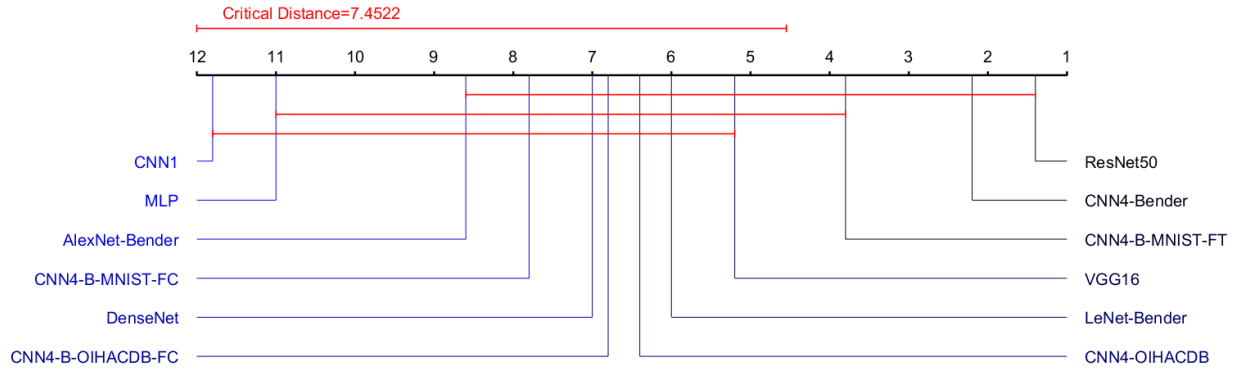 Critical Distance=7.4522
12 11 10 9 8 7 6 5 4 3 2 1
CNN1 ResNet50
MLP CNN4-Bender
AlexNet-Bender CNN4-B-MNIST-FT
CNN4-B-MNIST-FC VGG16
DenseNet LeNet-Bender
CNN4-B-OIHACDB-FC CNN4-OIHACDB